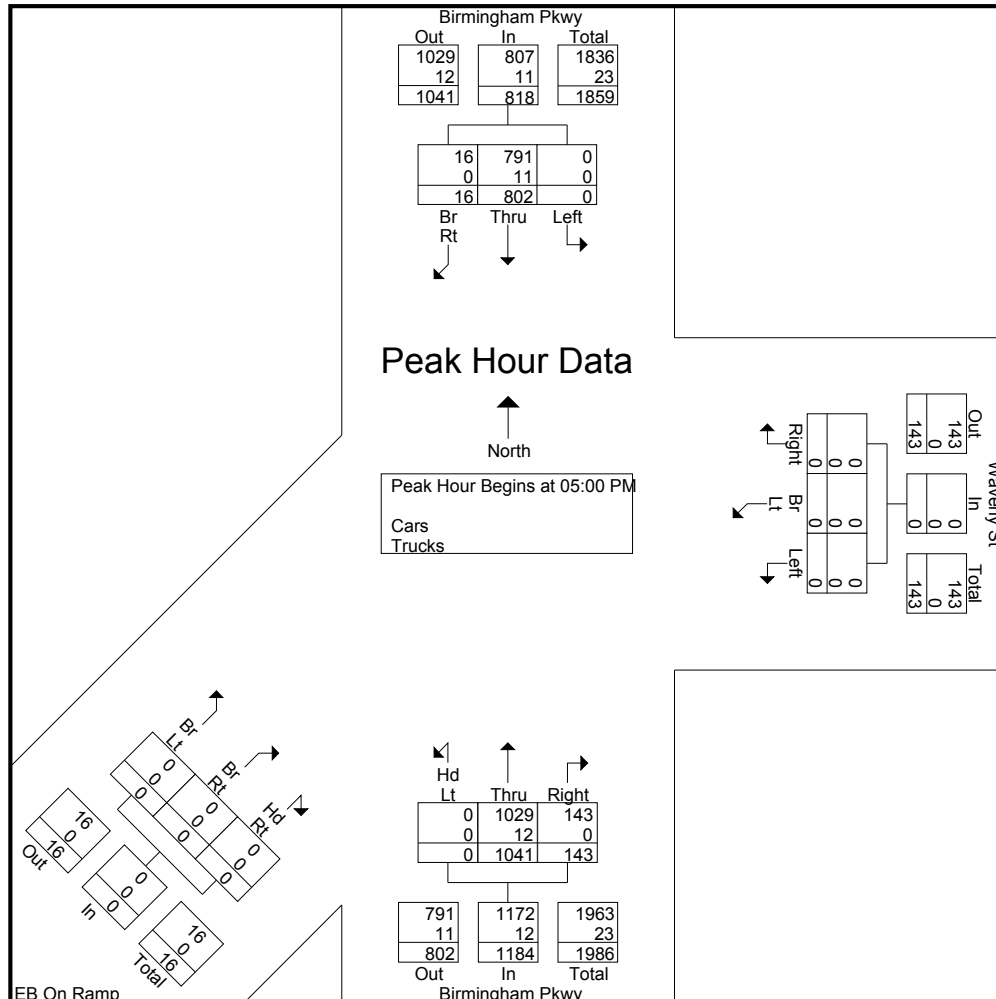 Birmingham Pkwy
Out In Total
1029 807 1836
12 11 23
1041 818 1859
16 791 0
0 11 0
16 802 0
Br Rt Thru Left
Peak Hour Data
North
Peak Hour Begins at 05:00 PM
Cars
Trucks
Waverly St
Out In Total
143 0 143
0 0 0
143 0 143
Right Br Lt Left
0 0 0
0 0 0
0 0 0
Br Lt Br Rt Hd Rt
0 0 0
0 0 0
0 0 0
16 0 16
0 0 0
16 0 16
Out In Total
EB On Ramp
Hd Lt Thru Right
0 1029 143
0 12 0
0 1041 143
791 1172 1963
11 12 23
802 1184 1986
Out In Total
Birmingham Pkwy